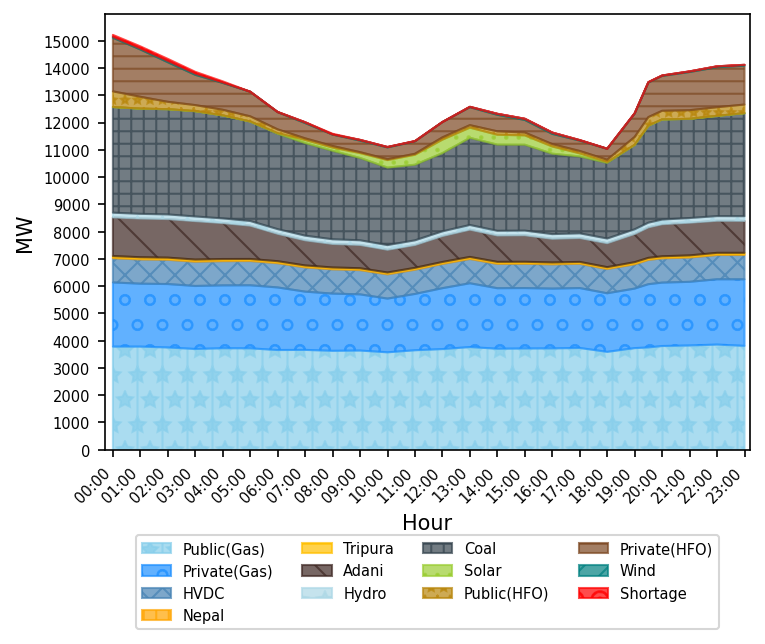 15000
14000
13000
12000
11000
10000
9000
8000
7000
6000
5000
4000
3000
2000
1000
0
MW
00:00 01:00 02:00 03:00 04:00 05:00 06:00 07:00 08:00 09:00 10:00 11:00 12:00 13:00 14:00 15:00 16:00 17:00 18:00 19:00 20:00 21:00 22:00 23:00
Hour
Public(Gas) Tripura Coal Private(HFO)
Private(Gas) Adani Solar Wind
HVDC Hydro Public(HFO) Shortage
Nepal